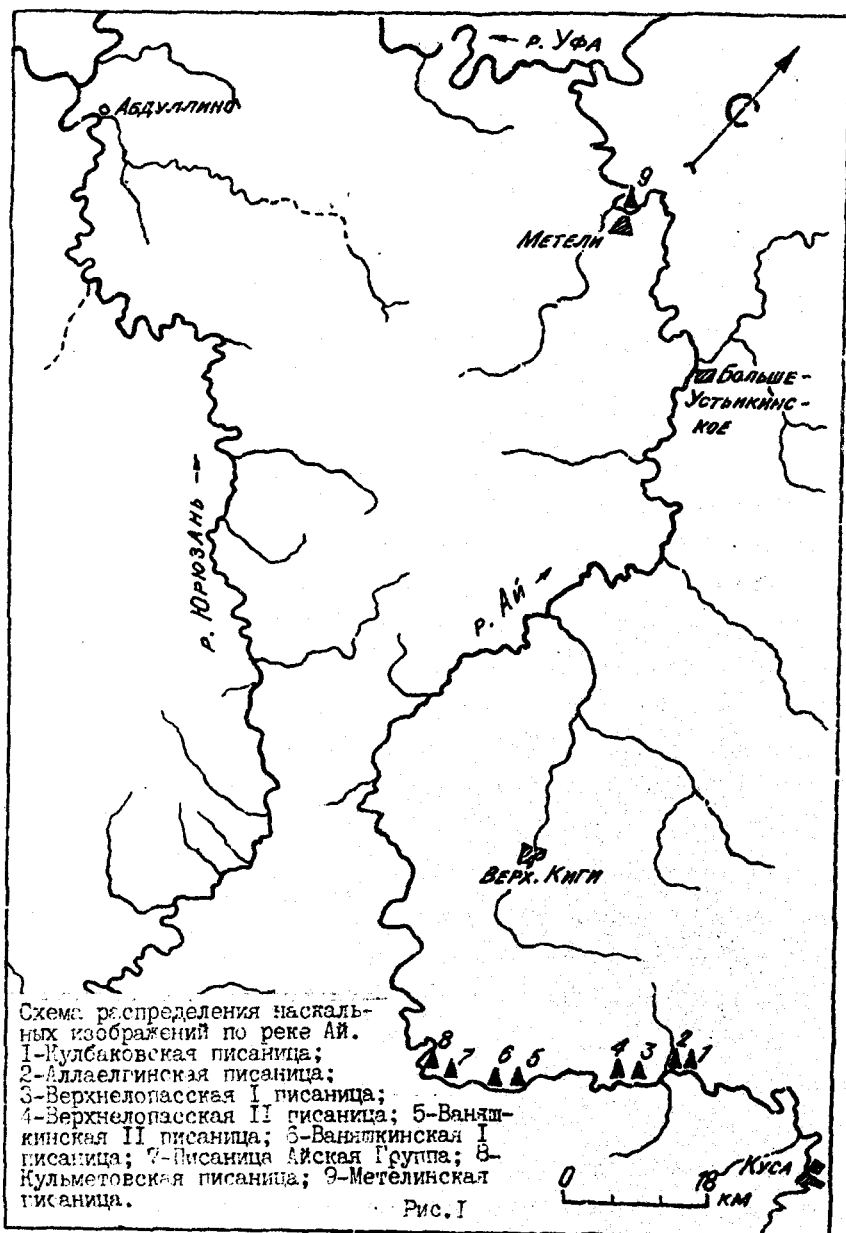 ← р. УФА
АБДУЛЛИНО
С
9
МЕТЕЛИ
БОЛЬШЕ-
УСТЬИКИНС-
КОЕ
р. ЮРЮЗАНЬ →
р. АЙ →
ВЕРХ. КИГИ
8 7 6 5 4 3 2 1
КУСА
0 18
КМ
Схема распределения наскаль-
ных изображений по реке Ай.
1-Кулбаковская писаница;
2-Аллаелгинская писаница;
3-Верхнелопасская I писаница;
4-Верхнелопасская II писаница; 5-Ваняш-
кинская II писаница; 6-Ваняшкинская I
писаница; 7-Писаница Айская Группа; 8-
Кульметовская писаница; 9-Метелинская
писаница.
Рис.I